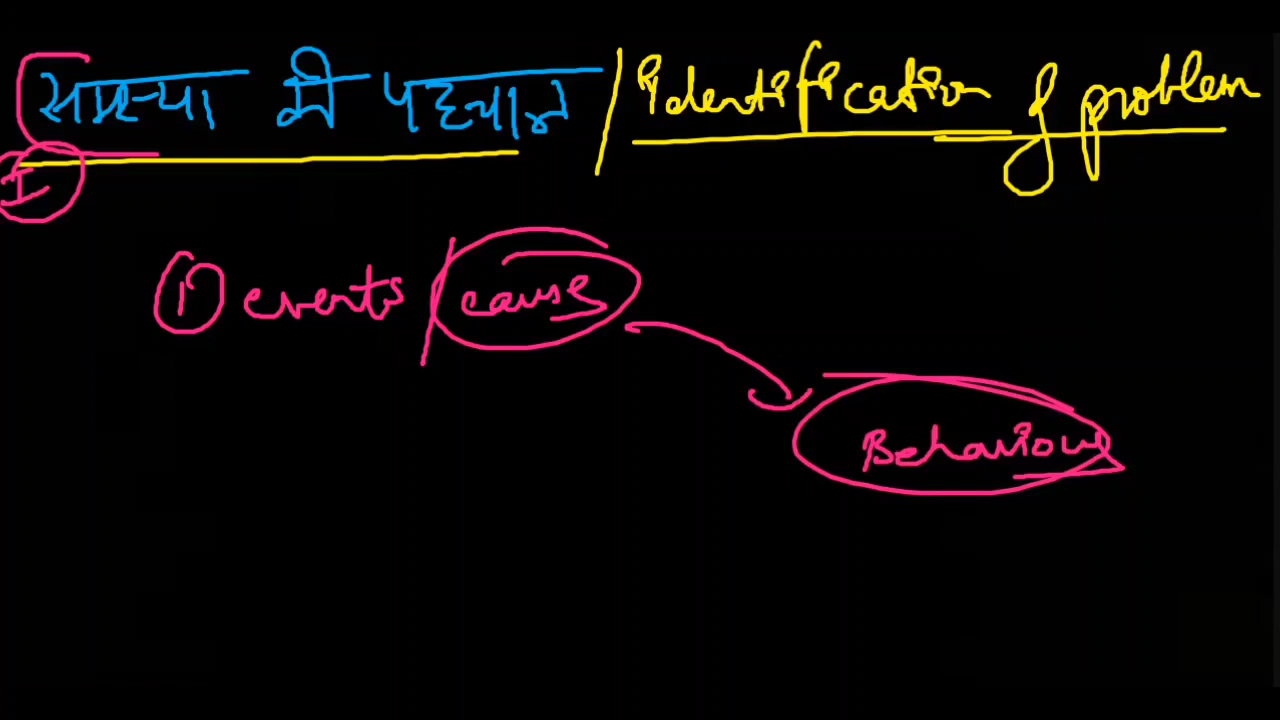 समस्या की पहचान / identification of problem
I
① events / cause
Behaviour